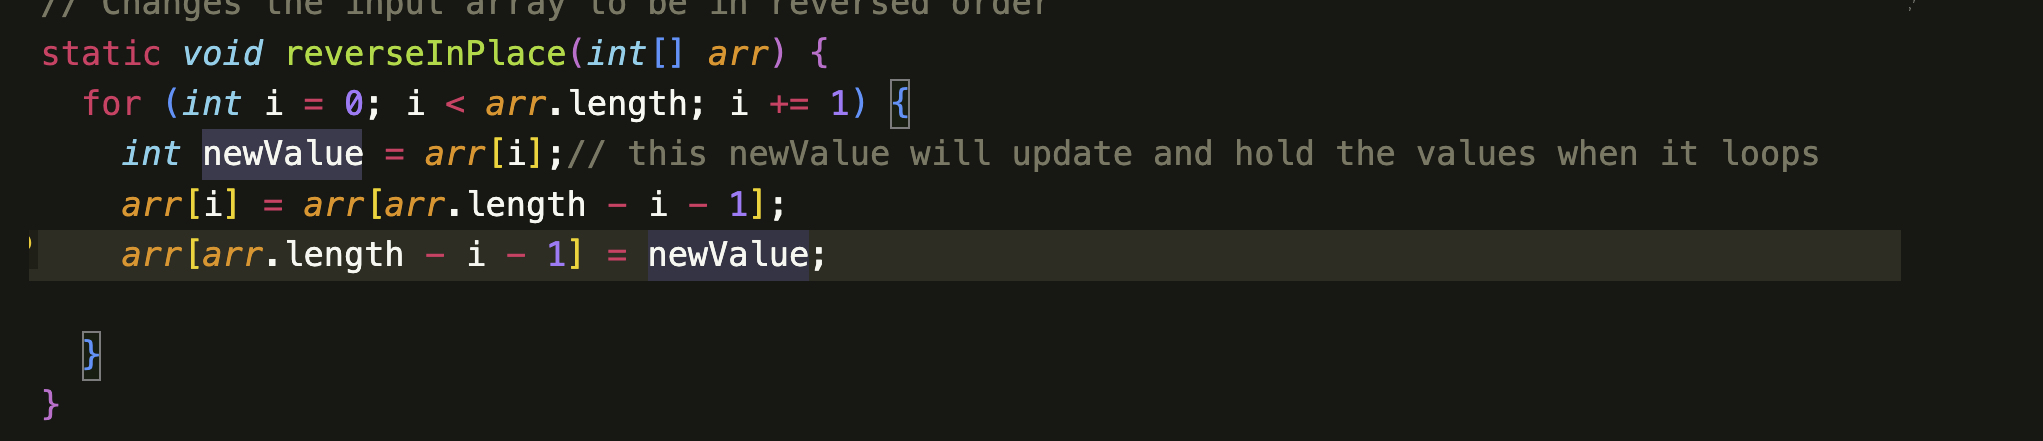 // Changes the input array to be in reversed order
static void reverseInPlace(int[] arr) {
for (int i = 0; i < arr.length; i += 1) {
int newValue = arr[i];// this newValue will update and hold the values when it loops
arr[i] = arr[arr.length - i - 1];
arr[arr.length - i - 1] = newValue;
}
}